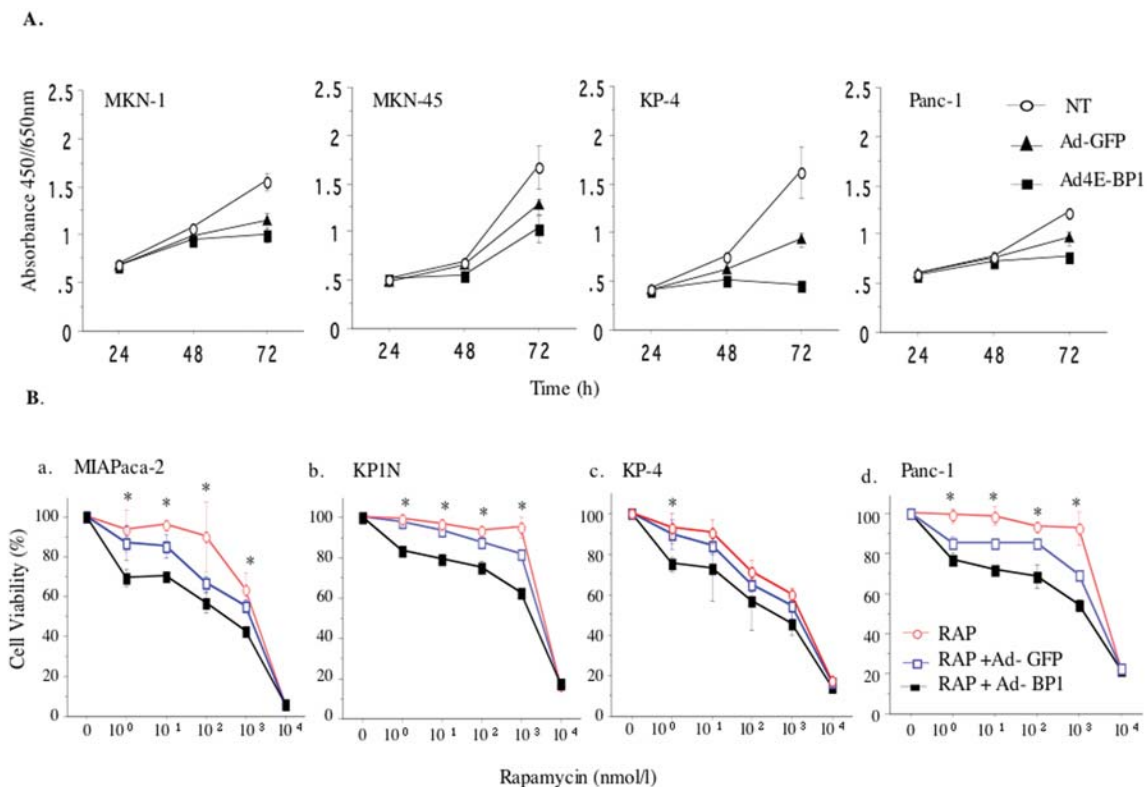 A.
MKN-1
MKN-45
KP-4
Panc-1
NT
Ad-GFP
Ad4E-BP1
Absorbance 450//650nm
2.5
2
1.5
1
.5
0
24 48 72
2.5
2
1.5
1
.5
0
24 48 72
2.5
2
1.5
1
.5
0
24 48 72
2.5
2
1.5
1
.5
0
24 48 72
Time (h)
B.
a. MIAPaca-2
b. KP1N
c. KP-4
d. Panc-1
Cell Viability (%)
* * * *
100
80
60
40
20
0
0 10⁰ 10¹ 10² 10³ 10⁴
* * * *
100
80
60
40
20
0
0 10⁰ 10¹ 10² 10³ 10⁴
*
100
80
60
40
20
0
0 10⁰ 10¹ 10² 10³ 10⁴
* * * *
100
80
60
40
20
0
RAP
RAP +Ad- GFP
RAP + Ad- BP1
0 10⁰ 10¹ 10² 10³ 10⁴
Rapamycin (nmol/l)